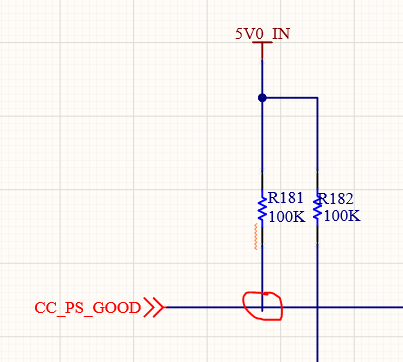 5V0_IN
R181
R182
100K
100K
CC_PS_GOOD